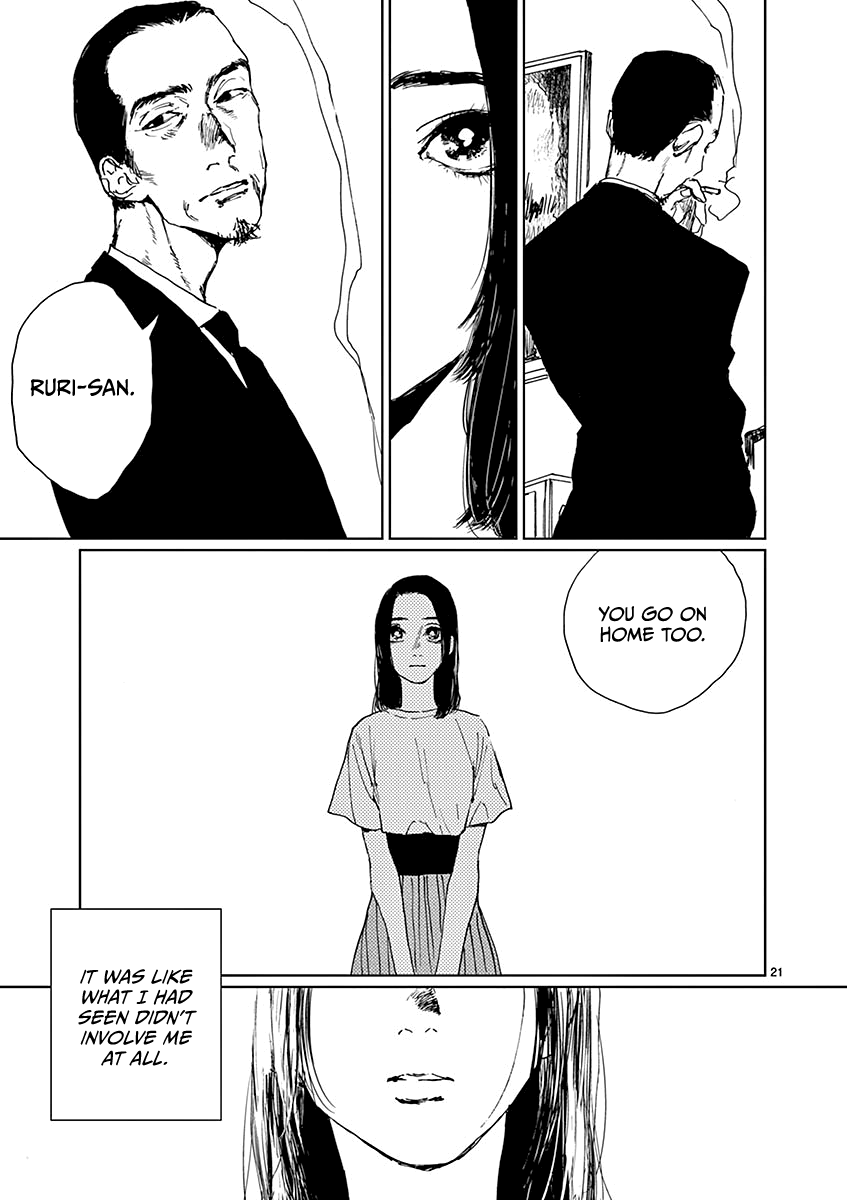 RURI-SAN.
YOU GO ON
HOME TOO.
21
IT WAS LIKE
WHAT I HAD
SEEN DIDN'T
INVOLVE ME
AT ALL.